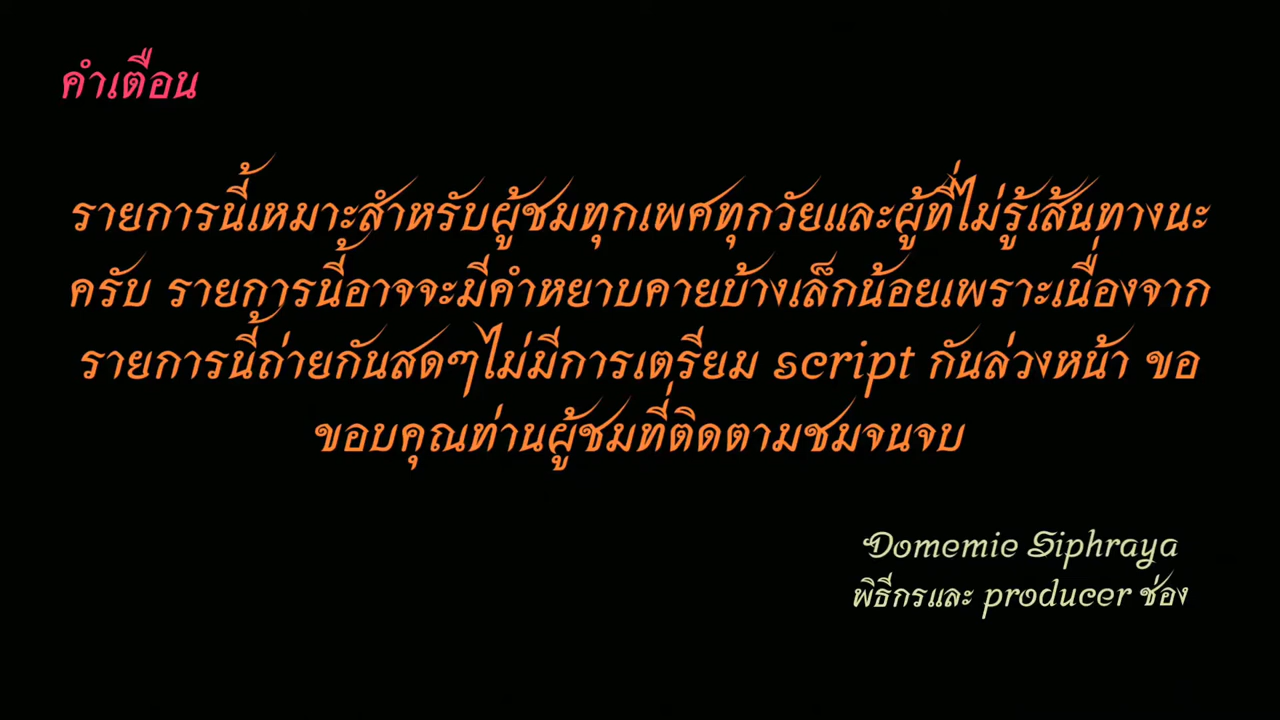 คำเตือน
รายการนี้เหมาะสำหรับผู้ชมทุกเพศทุกวัยและผู้ที่ไม่รู้เส้นทางนะ
ครับ รายการนี้อาจจะมีคำหยาบคายบ้างเล็กน้อยเพราะเนื่องจาก
รายการนี้ถ่ายกันสดๆไม่มีการเตรียม script กันล่วงหน้า ขอ
ขอบคุณท่านผู้ชมที่ติดตามชมจนจบ
Domemie Siphraya
พิธีกรและ producer ช่อง